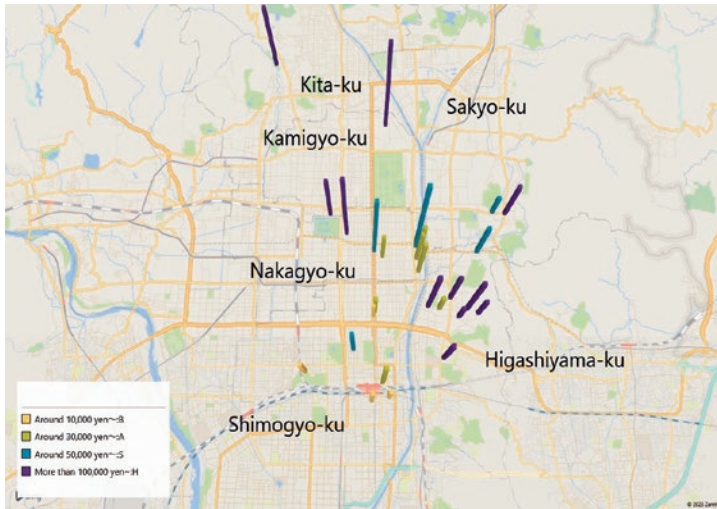 Kita-ku
Sakyo-ku
Kamigyo-ku
Nakagyo-ku
Higashiyama-ku
Shimogyo-ku
Around 10,000 yen~:B
Around 30,000 yen~:A
Around 50,000 yen~:S
More than 100,000 yen~:H